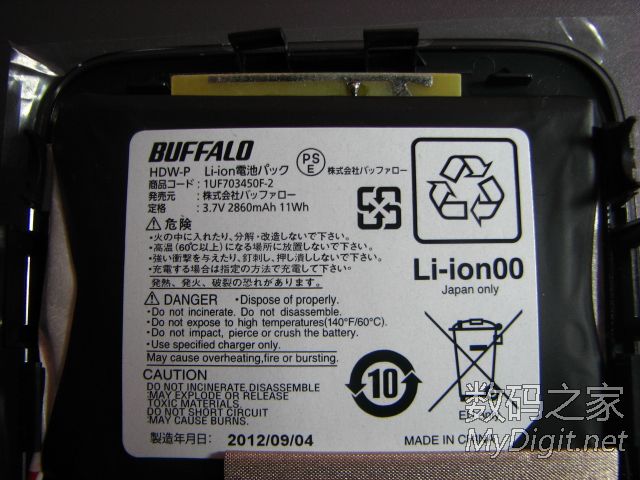 BUFFALO
HDW-P Li-ion電池パック
PS
E
株式会社バッファロー
商品コード : 1UF703450F-2
発売元 : 株式会社バッファロー
定格 : 3.7V 2860mAh 11Wh
⚠危険
・火の中に入れたり、分解・改造しないで下さい。
・高温(60℃以上)になる場所に放置しないで下さい。
・強い衝撃を与えたり、釘刺し、押し潰ししないで下さい。
・充電する場合は指定の方法で充電して下さい。
発熱、発火、破裂の恐れがあります。
Li-ion00
Japan only
⚠DANGER •Dispose of properly.
•Do not incinerate. Do not disassemble.
•Do not expose to high temperatures(140°F/60°C).
•Do not impact, pierce or crush the battery.
•Use specified charger only.
May cause overheating,fire or bursting.
CAUTION
DO NOT INCINERATE,DISASSEMBLE
MAY EXPLODE OR RELEASE
TOXIC MATERIALS.
DO NOT SHORT CIRCUIT
MAY CAUSE BURNS.
10
製造年月日: 2012/09/04
MADE IN CHINA
数码之家
MyDigit.net